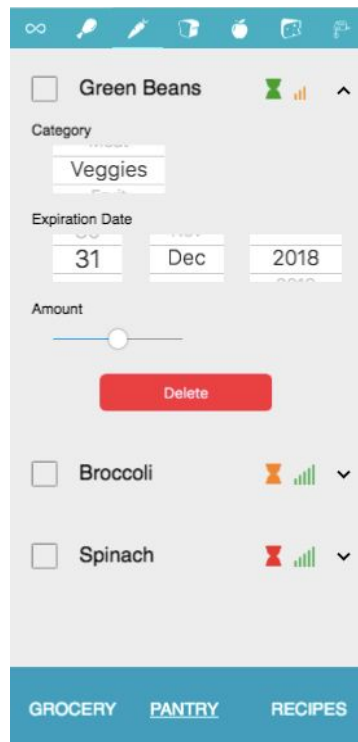 Green Beans
Category
Veggies
Expiration Date
31 Dec 2018
Amount
Delete
Broccoli
Spinach
GROCERY PANTRY RECIPES